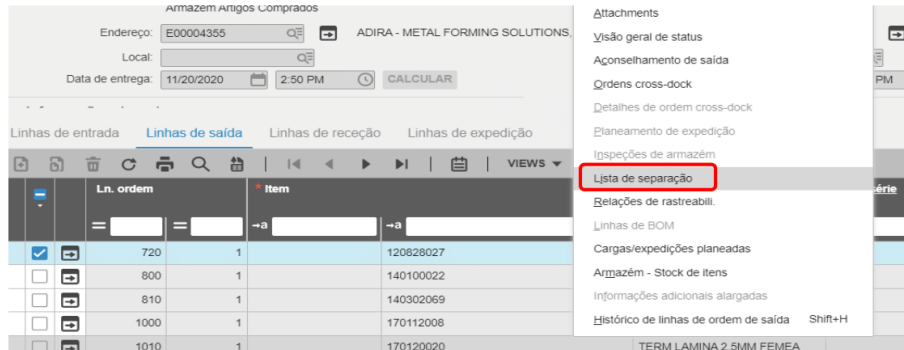 Armazem Artigos Comprados
Endereço: E00004355 ADIRA - METAL FORMING SOLUTIONS,
Local:
Data de entrega: 11/20/2020 2:50 PM CALCULAR PM
Linhas de entrada Linhas de saída Linhas de receção Linhas de expedição
VIEWS
Ln. ordem * Item série
= = →a →a
720 1 120828027
800 1 140100022
810 1 140302069
1000 1 170112008
1010 1 170120020 TERM LAMINA 2.5MM FEMEA
Attachments
Visão geral de status
Aconselhamento de saída
Ordens cross-dock
Detalhes de ordem cross-dock
Planeamento de expedição
Inspeções de armazém
Lista de separação
Relações de rastreabili.
Linhas de BOM
Cargas/expedições planeadas
Armazém - Stock de itens
Informações adicionais alargadas
Histórico de linhas de ordem de saída Shift+H